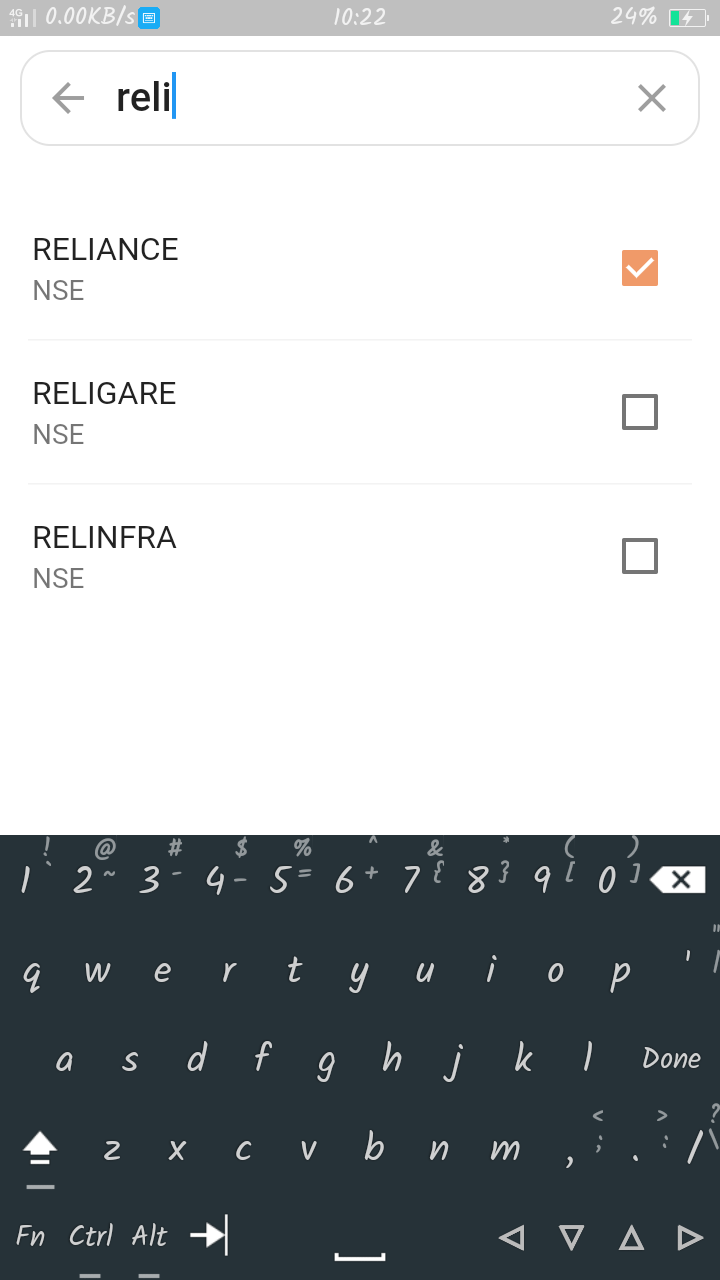 4G 0.00KB/s 10:22 24%
reli
RELIANCE
NSE
RELIGARE
NSE
RELINFRA
NSE
! @ # $ % ^ & * ( )
1 ` 2 ~ 3 - 4 – 5 = 6 + 7 { 8 } 9 [ 0 ]
q w e r t y u i o p ' " |
a s d f g h j k l Done
z x c v b n m , < ; . > : / ? \
Fn Ctrl Alt